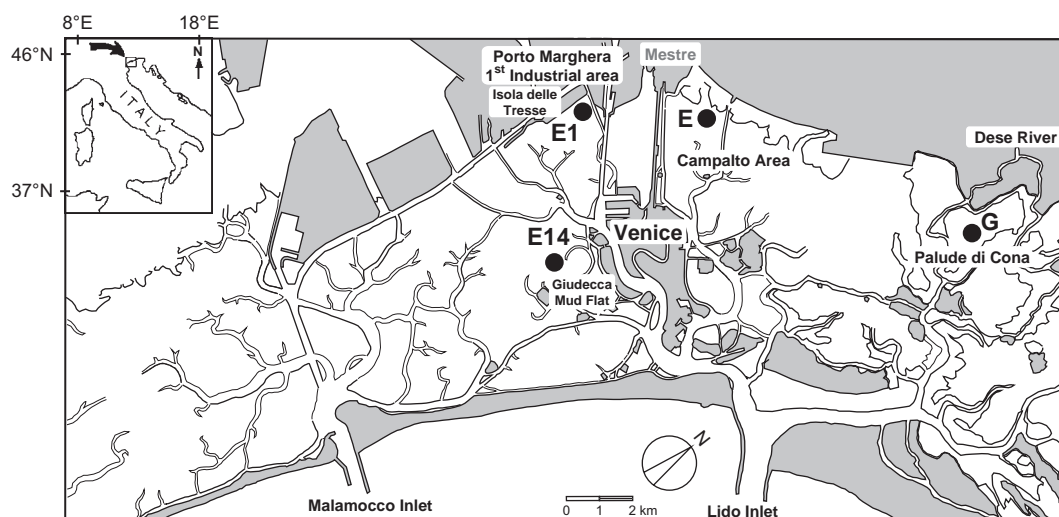 8°E
18°E
46°N
37°N
N
ITALY
Porto Marghera
1st Industrial area
Isola delle
Tresse
E1
Mestre
E
Campalto Area
Dese River
G
Palude di Cona
E14
Venice
Giudecca
Mud Flat
N
Malamocco Inlet
0 1 2 km
Lido Inlet